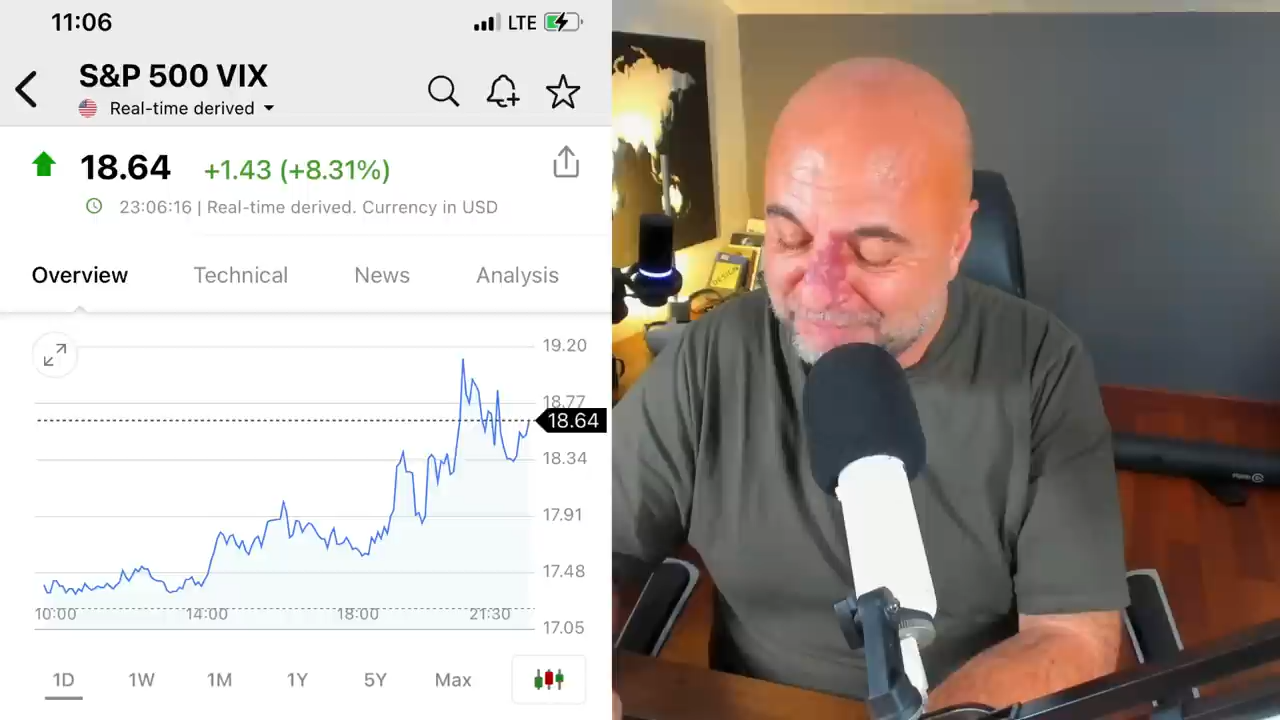 11:06
LTE
S&P 500 VIX
Real-time derived
18.64 +1.43 (+8.31%)
23:06:16 | Real-time derived. Currency in USD
Overview Technical News Analysis
19.20
18.77
18.64
18.34
17.91
17.48
10:00 14:00 18:00 21:30
17.05
1D 1W 1M 1Y 5Y Max
DESIGN